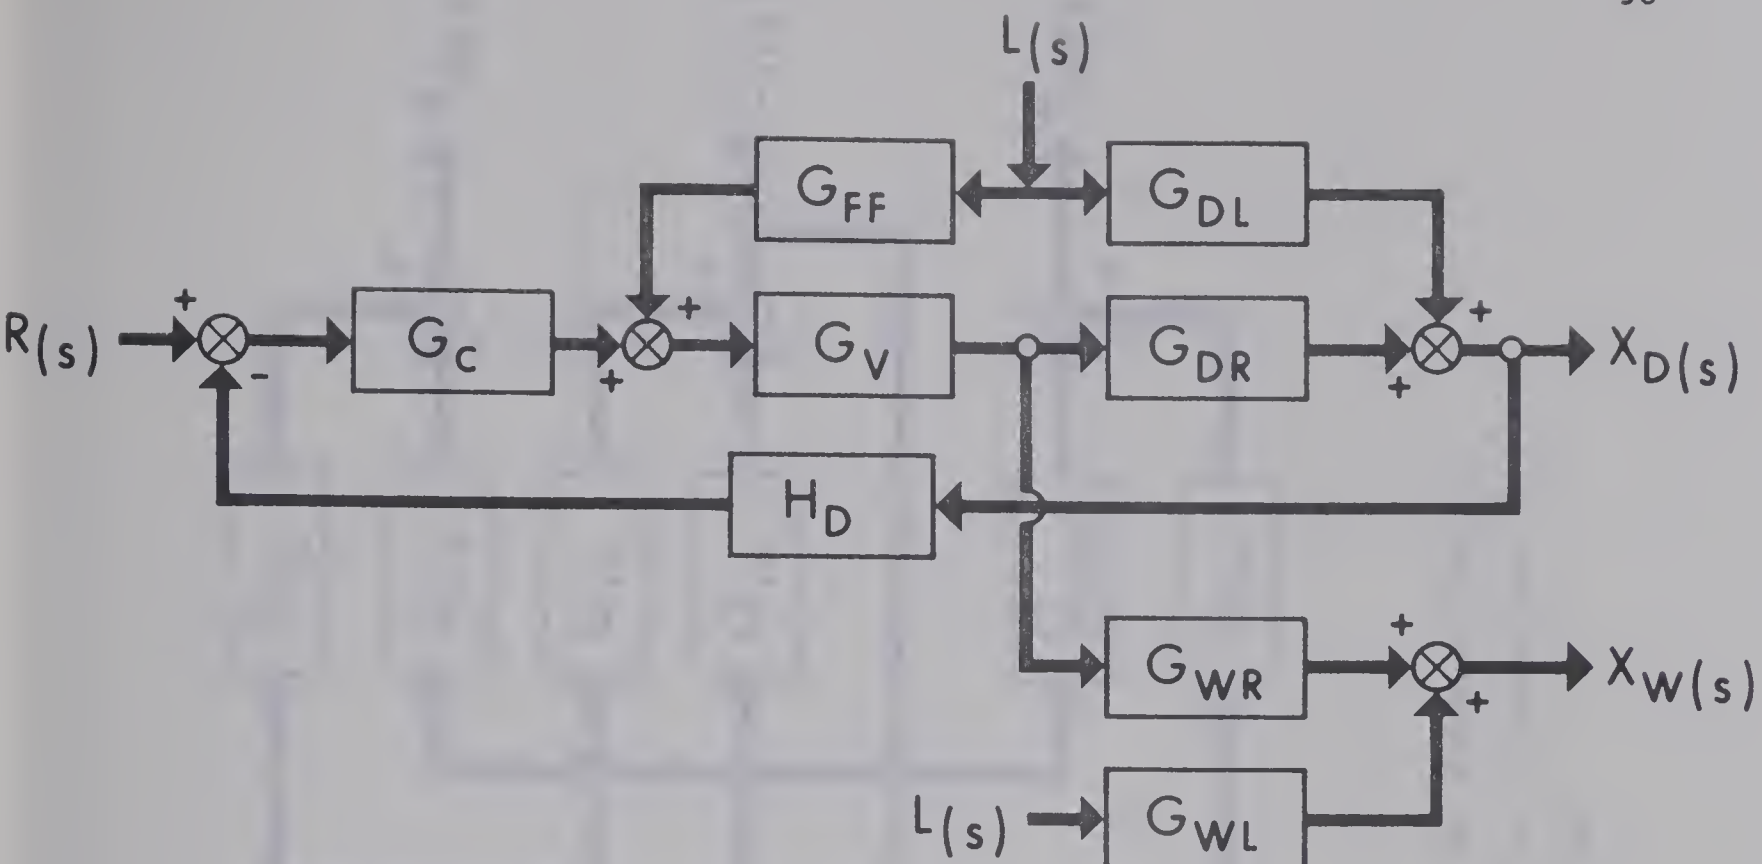 L(s)
G_FF
G_DL
R(s)
+
-
G_C
+
+
G_V
G_DR
+
+
X_D(s)
H_D
G_WR
+
+
X_W(s)
L(s)
G_WL